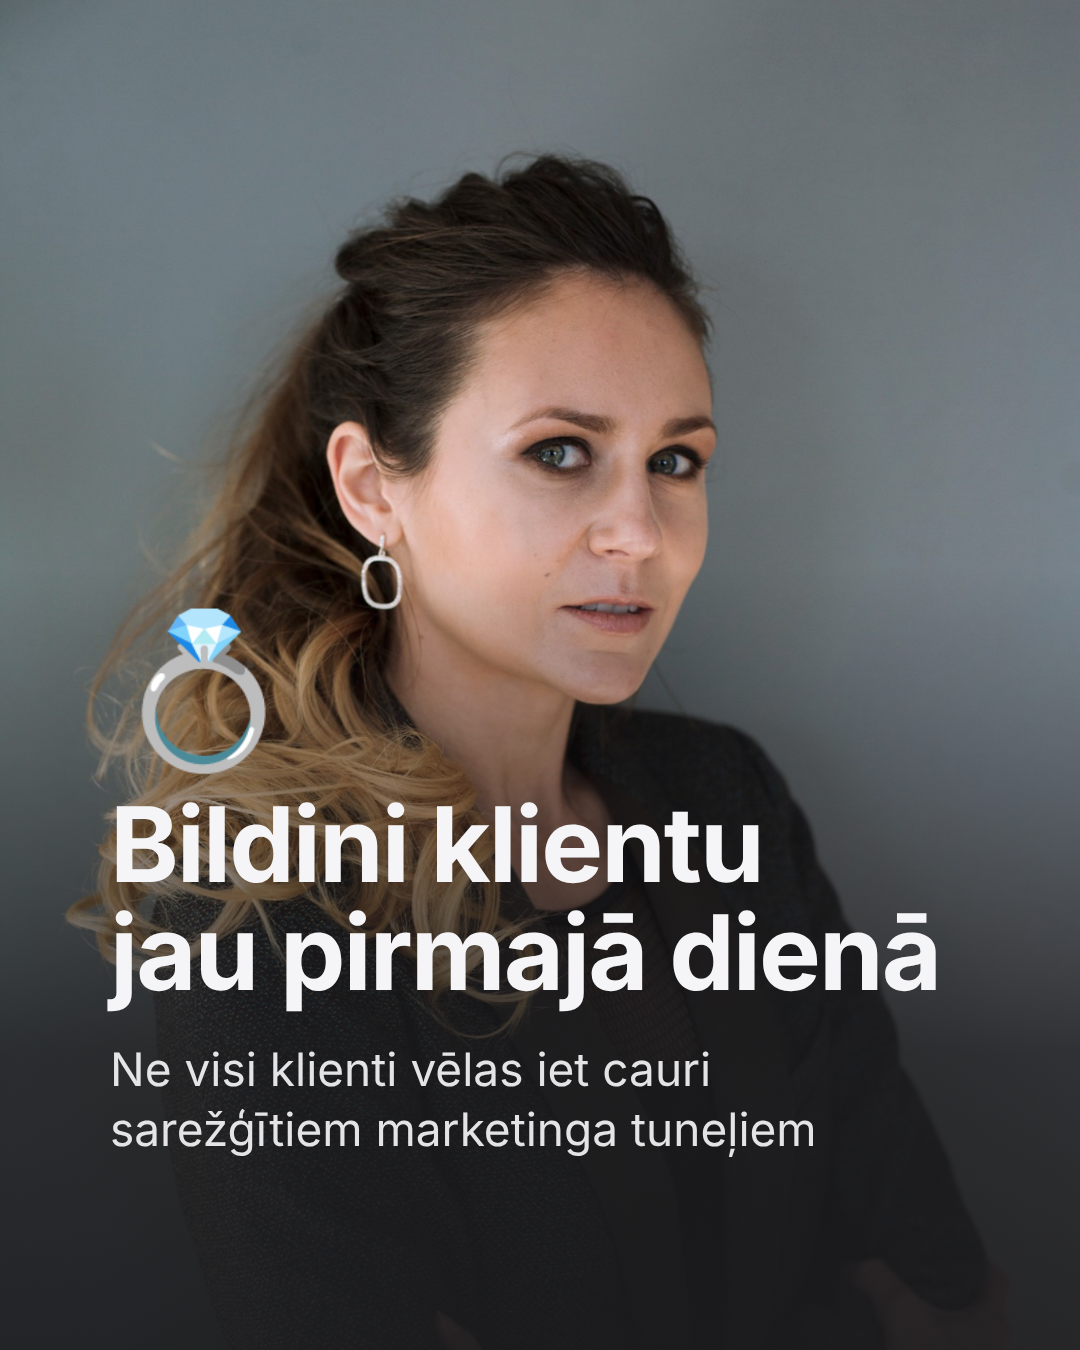 Bildini klientu
jau pirmajā dienā
Ne visi klienti vēlas iet cauri
sarežģītiem marketinga tuneļiem